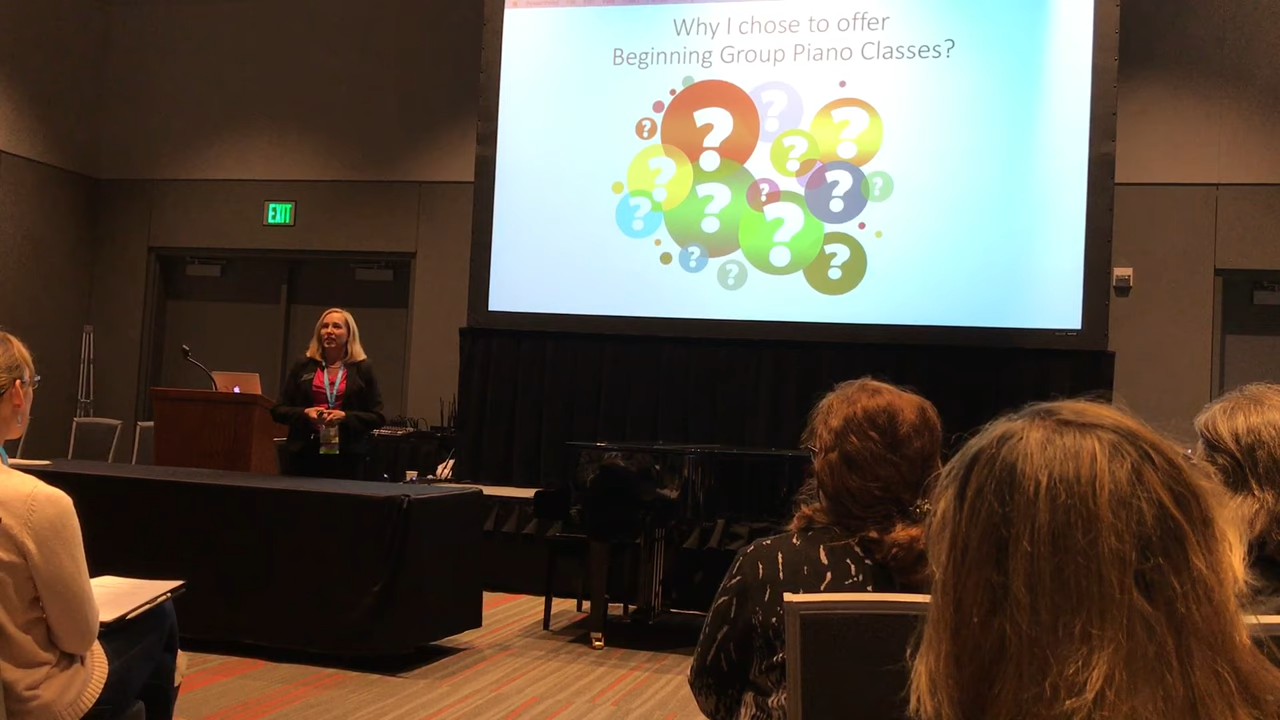 Why I chose to offer
Beginning Group Piano Classes?
? ? ? ? ? ? ? ? ? ? ? ? ? ? ?
EXIT